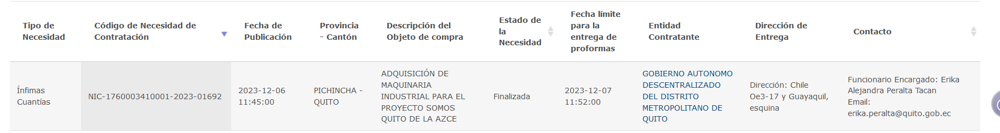 Tipo de
Necesidad
Código de Necesidad de
Contratación
Fecha de
Publicación
Provincia
- Cantón
Descripción del
Objeto de compra
Estado de
la
Necesidad
Fecha límite
para la
entrega de
proformas
Entidad
Contratante
Dirección de
Entrega
Contacto
Ínfimas
Cuantías
NIC-1760003410001-2023-01692
2023-12-06
11:45:00
PICHINCHA -
QUITO
ADQUISICIÓN DE
MAQUINARIA
INDUSTRIAL PARA EL
PROYECTO SOMOS
QUITO DE LA AZCE
Finalizada
2023-12-07
11:52:00
GOBIERNO AUTONOMO
DESCENTRALIZADO
DEL DISTRITO
METROPOLITANO DE
QUITO
Dirección: Chile
Oe3-17 y Guayaquil,
esquina
Funcionario Encargado: Erika
Alejandra Peralta Tacan
Email:
erika.peralta@quito.gob.ec